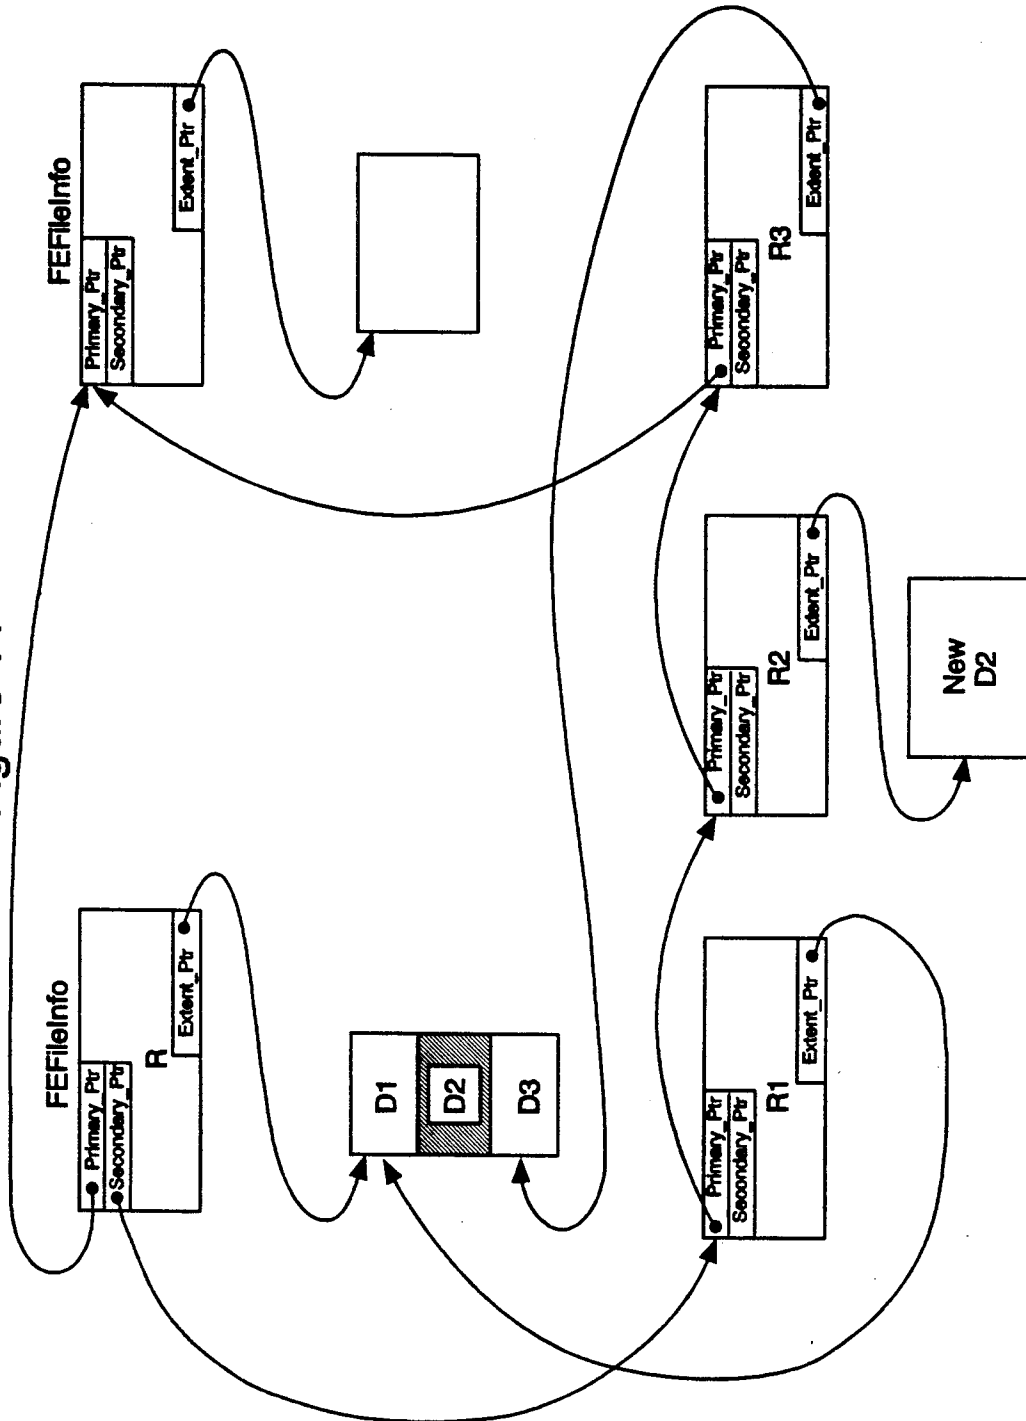 FEFileInfo
Primary_Ptr
Secondary_Ptr
R
Extent_Ptr
FEFileInfo
Primary_Ptr
Secondary_Ptr
Extent_Ptr
D1
D2
D3
Primary_Ptr
Secondary_Ptr
R1
Extent_Ptr
Primary_Ptr
Secondary_Ptr
R2
Extent_Ptr
Primary_Ptr
Secondary_Ptr
R3
Extent_Ptr
New
D2